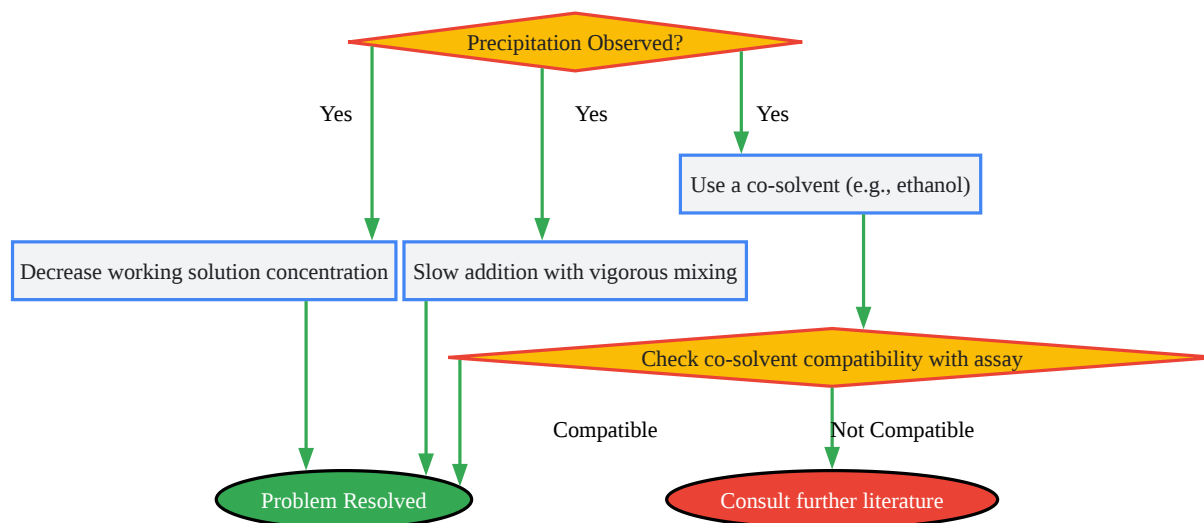 Precipitation Observed?
Yes
Yes
Yes
Use a co-solvent (e.g., ethanol)
Decrease working solution concentration
Slow addition with vigorous mixing
Check co-solvent compatibility with assay
Compatible
Not Compatible
Problem Resolved
Consult further literature